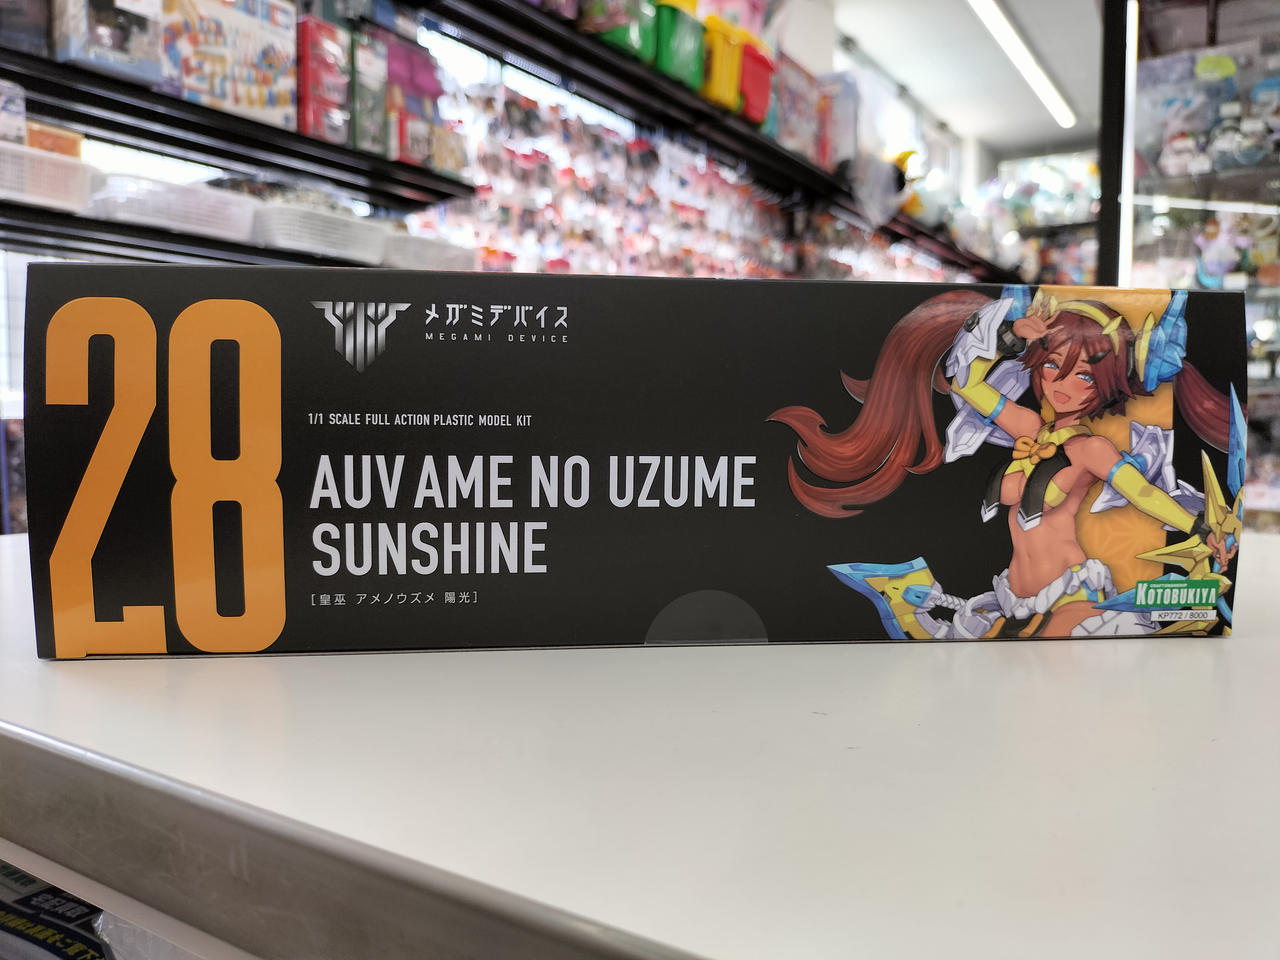 28
メガミデバイス
MEGAMI DEVICE
1/1 SCALE FULL ACTION PLASTIC MODEL KIT
AUV AME NO UZUME
SUNSHINE
[皇巫 アメノウズメ 陽光]
CRAFTSMANSHIP
KOTOBUKIYA
KP772 / 8000